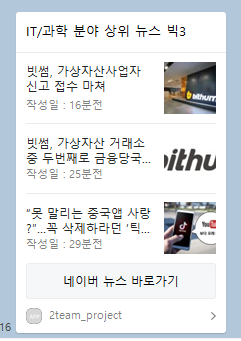 IT/과학 분야 상위 뉴스 빅3
빗썸, 가상자산사업자
신고 접수 마쳐
작성일 : 16분전
bithum
빗썸, 가상자산 거래소
중 두번째로 금융당국...
작성일 : 25분전
bithum
"못 말리는 중국앱 사랑
?"...꼭 삭제하라던 '틱...
작성일 : 29분전
네이버 뉴스 바로가기
2team_project
16